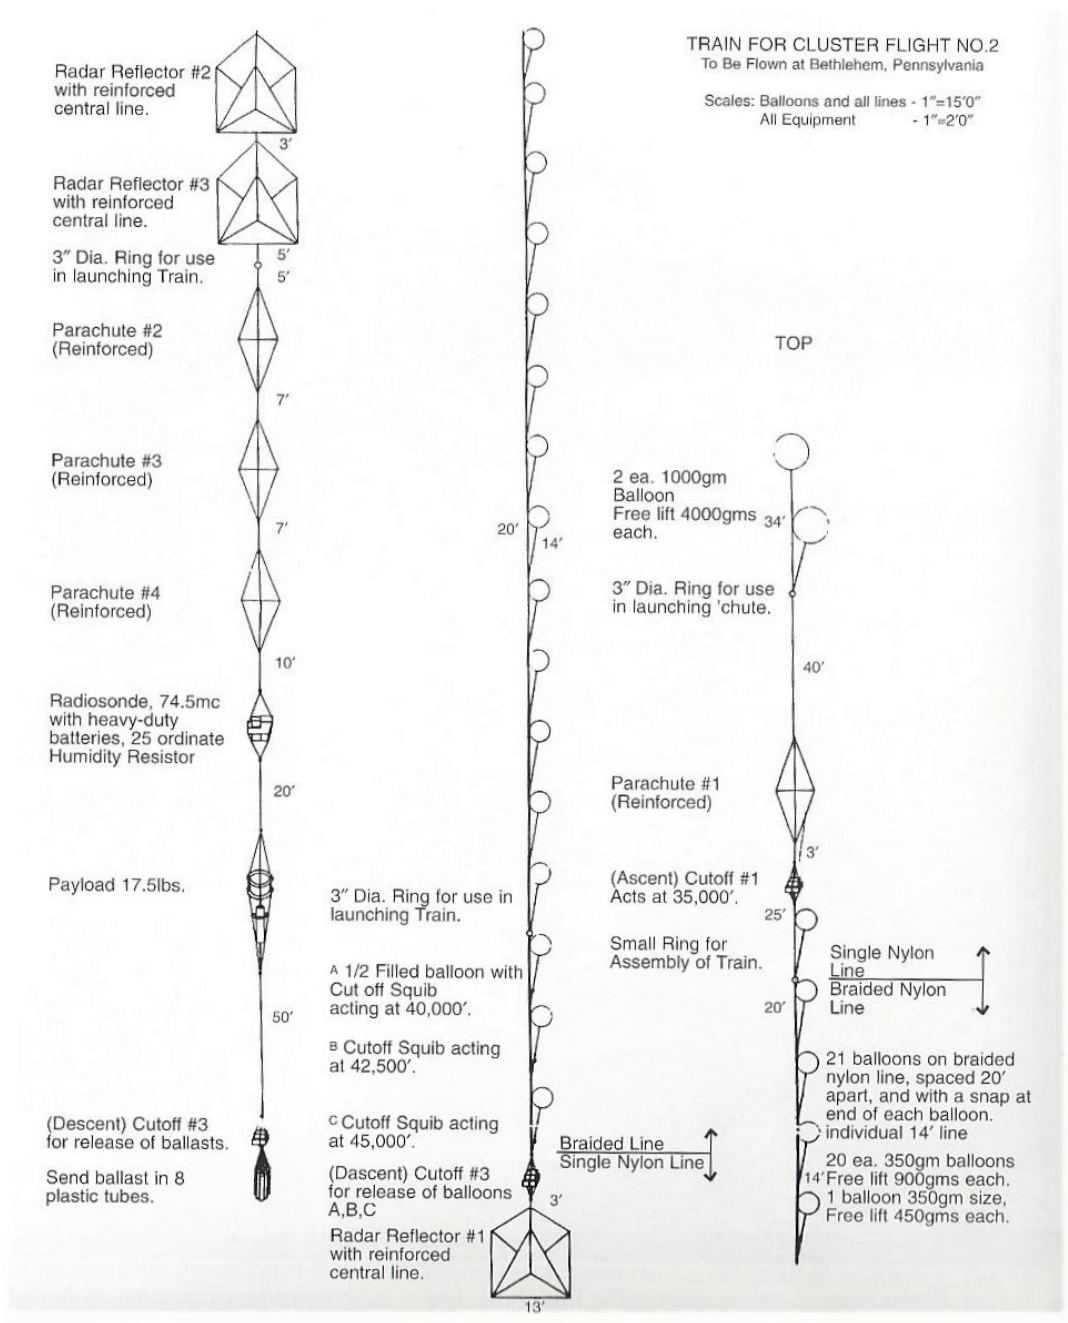 TRAIN FOR CLUSTER FLIGHT NO.2
To Be Flown at Bethlehem, Pennsylvania
Scales: Balloons and all lines - 1"=15'0"
All Equipment - 1"=2'0"
Radar Reflector #2
with reinforced
central line.
3'
Radar Reflector #3
with reinforced
central line.
3" Dia. Ring for use
in launching Train.
5'
5'
Parachute #2
(Reinforced)
7'
Parachute #3
(Reinforced)
7'
Parachute #4
(Reinforced)
10'
Radiosonde, 74.5mc
with heavy-duty
batteries, 25 ordinate
Humidity Resistor
20'
Payload 17.5lbs.
50'
(Descent) Cutoff #3
for release of ballasts.
Send ballast in 8
plastic tubes.
20'
14'
3" Dia. Ring for use in
launching Train.
A 1/2 Filled balloon with
Cut off Squib
acting at 40,000'.
B Cutoff Squib acting
at 42,500'.
C Cutoff Squib acting
at 45,000'.
Braided Line
Single Nylon Line
(Dascent) Cutoff #3
for release of balloons
A,B,C
3'
Radar Reflector #1
with reinforced
central line.
13'
TOP
2 ea. 1000gm
Balloon
Free lift 4000gms
each.
34'
3" Dia. Ring for use
in launching 'chute.
40'
Parachute #1
(Reinforced)
3'
(Ascent) Cutoff #1
Acts at 35,000'.
25'
Small Ring for
Assembly of Train.
Single Nylon
Line
Braided Nylon
Line
20'
21 balloons on braided
nylon line, spaced 20'
apart, and with a snap at
end of each balloon.
individual 14' line
20 ea. 350gm balloons
14' Free lift 900gms each.
1 balloon 350gm size,
Free lift 450gms each.